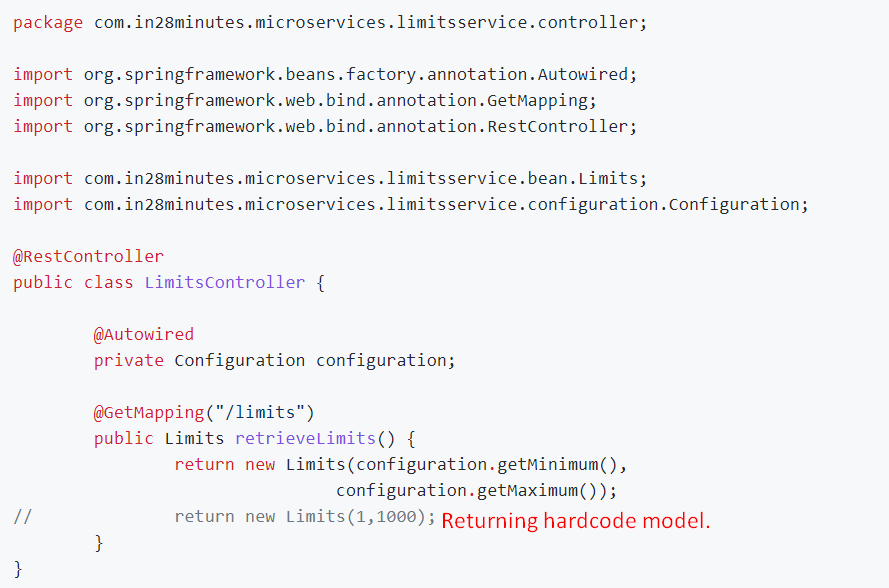 package com.in28minutes.microservices.limitsservice.controller;
import org.springframework.beans.factory.annotation.Autowired;
import org.springframework.web.bind.annotation.GetMapping;
import org.springframework.web.bind.annotation.RestController;
import com.in28minutes.microservices.limitsservice.bean.Limits;
import com.in28minutes.microservices.limitsservice.configuration.Configuration;
@RestController
public class LimitsController {
@Autowired
private Configuration configuration;
@GetMapping("/limits")
public Limits retrieveLimits() {
return new Limits(configuration.getMinimum(),
configuration.getMaximum());
// return new Limits(1,1000); Returning hardcode model.
}
}